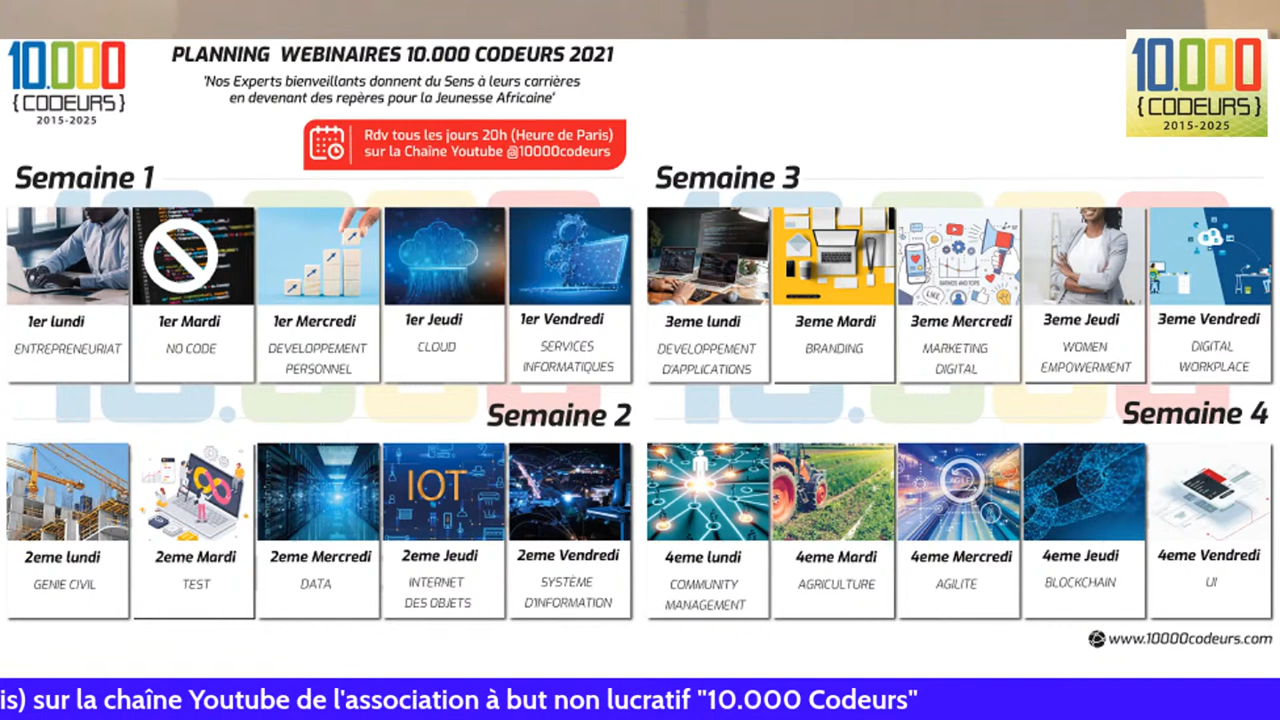 10.000
{CODEURS}
2015-2025
PLANNING WEBINAIRES 10.000 CODEURS 2021
'Nos Experts bienveillants donnent du Sens à leurs carrières
en devenant des repères pour la Jeunesse Africaine'
Rdv tous les jours 20h (Heure de Paris)
sur la Chaîne Youtube @10000codeurs
10.000
{CODEURS}
2015-2025
Semaine 1
1er lundi
ENTREPRENEURIAT
1er Mardi
NO CODE
1er Mercredi
DEVELOPPEMENT
PERSONNEL
1er Jeudi
CLOUD
1er Vendredi
SERVICES
INFORMATIQUES
Semaine 3
3eme lundi
DEVELOPPEMENT
D'APPLICATIONS
3eme Mardi
BRANDING
3eme Mercredi
MARKETING
DIGITAL
3eme Jeudi
WOMEN
EMPOWERMENT
3eme Vendredi
DIGITAL
WORKPLACE
Semaine 2
2eme lundi
GENIE CIVIL
2eme Mardi
TEST
2eme Mercredi
DATA
IOT
2eme Jeudi
INTERNET
DES OBJETS
2eme Vendredi
SYSTÈME
D'INFORMATION
Semaine 4
4eme lundi
COMMUNITY
MANAGEMENT
4eme Mardi
AGRICULTURE
AGILE
4eme Mercredi
AGILITE
4eme Jeudi
BLOCKCHAIN
4eme Vendredi
UI
www.10000codeurs.com
is) sur la chaîne Youtube de l'association à but non lucratif "10.000 Codeurs"